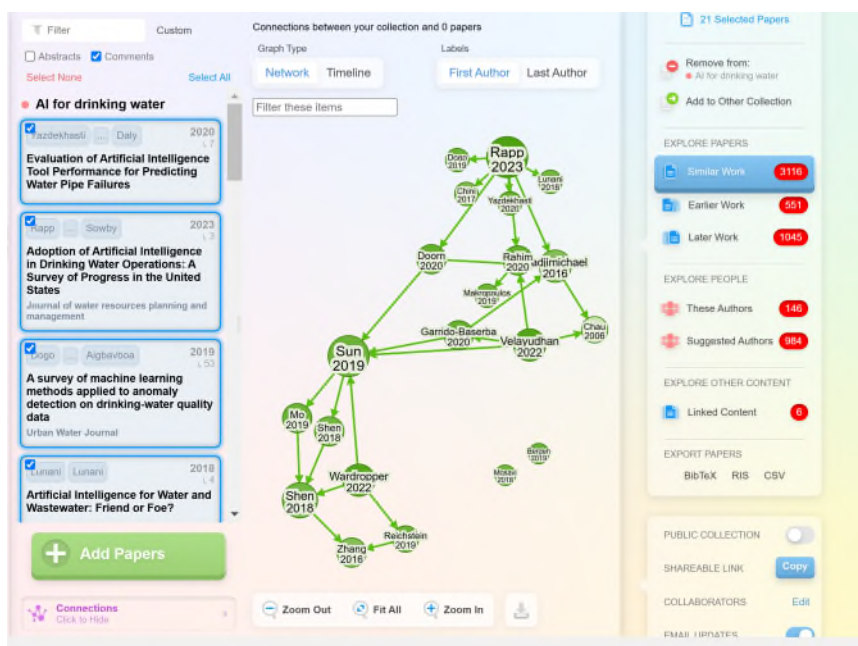 Filter
Custom
Abstracts
Comments
Select None
Select All
AI for drinking water
Yazdekhasti ... Daly
2020
7
Evaluation of Artificial Intelligence
Tool Performance for Predicting
Water Pipe Failures
Rapp ... Sowby
2023
3
Adoption of Artificial Intelligence
in Drinking Water Operations: A
Survey of Progress in the United
States
Journal of water resources planning and
management
Dogo ... Aigbavboa
2019
53
A survey of machine learning
methods applied to anomaly
detection on drinking-water quality
data
Urban Water Journal
Lunani Lunani
2018
4
Artificial Intelligence for Water and
Wastewater: Friend or Foe?
Add Papers
Connections
Click to Hide
Connections between your collection and 0 papers
Graph Type
Labels
Network
Timeline
First Author
Last Author
Filter these items
Rapp
2023
Dogo
2019
Lunani
2018
Chini
2017
Yazdekhasti
2020
Doorn
2020
Rahim
2020
adjimichael
2016
Makropoulos
2019
Garrido-Baserba
2020
Velayudhan
2022
Chau
2006
Sun
2019
Mo
2019
Shen
2018
Wardropper
2022
Mosavi
2018
Shen
2018
Zhang
2016
Reichstein
2019
Zoom Out
Fit All
Zoom In
21 Selected Papers
Remove from:
AI for drinking water
Add to Other Collection
EXPLORE PAPERS
Similar Work
3116
Earlier Work
551
Later Work
1045
EXPLORE PEOPLE
These Authors
146
Suggested Authors
984
EXPLORE OTHER CONTENT
Linked Content
6
EXPORT PAPERS
BibTeX RIS CSV
PUBLIC COLLECTION
SHAREABLE LINK
Copy
COLLABORATORS
Edit
EMAIL UPDATES